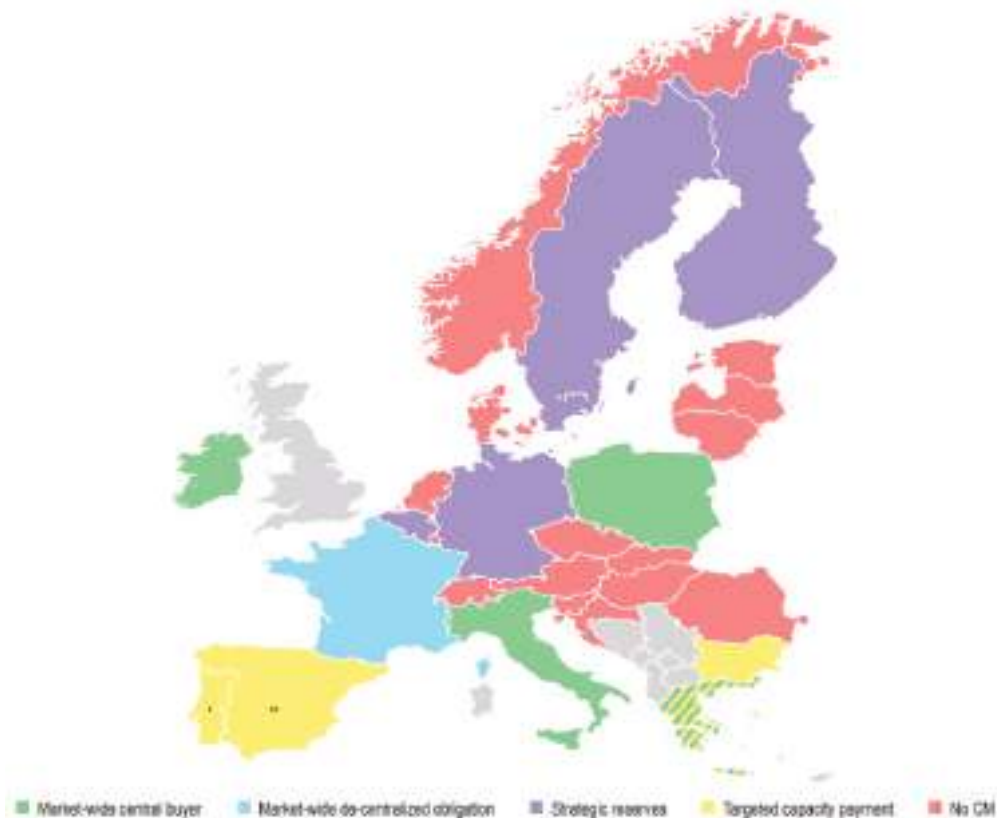 Market-wide central buyer
Market-wide de-centralized obligation
Strategic reserves
Targeted capacity payment
No CM